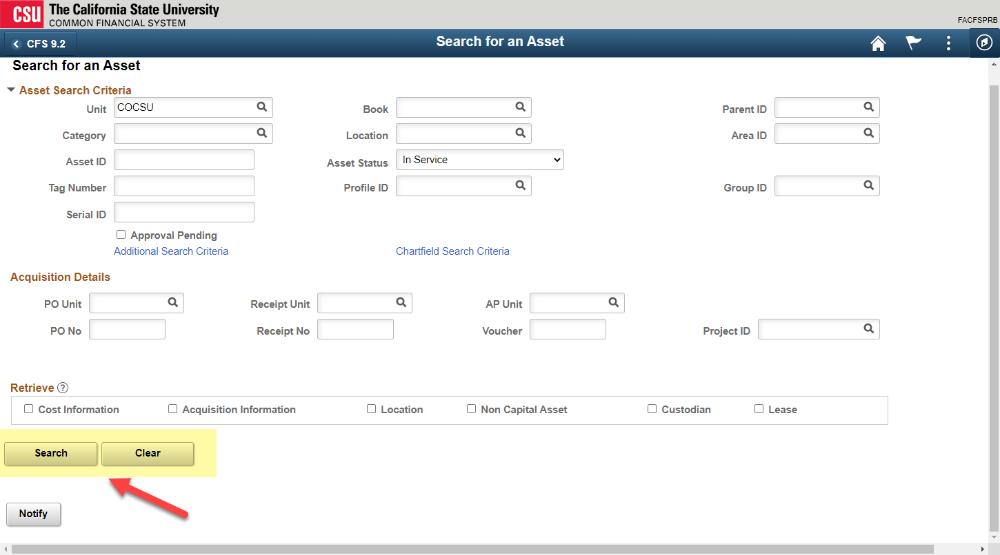 CSU The California State University
COMMON FINANCIAL SYSTEM
FACFSPRB
CFS 9.2 Search for an Asset
Search for an Asset
Asset Search Criteria
Unit COCSU Book Parent ID
Category Location Area ID
Asset ID Asset Status In Service
Tag Number Profile ID Group ID
Serial ID
Approval Pending
Additional Search Criteria Chartfield Search Criteria
Acquisition Details
PO Unit Receipt Unit AP Unit
PO No Receipt No Voucher Project ID
Retrieve ?
Cost Information Acquisition Information Location Non Capital Asset Custodian Lease
Search Clear
Notify